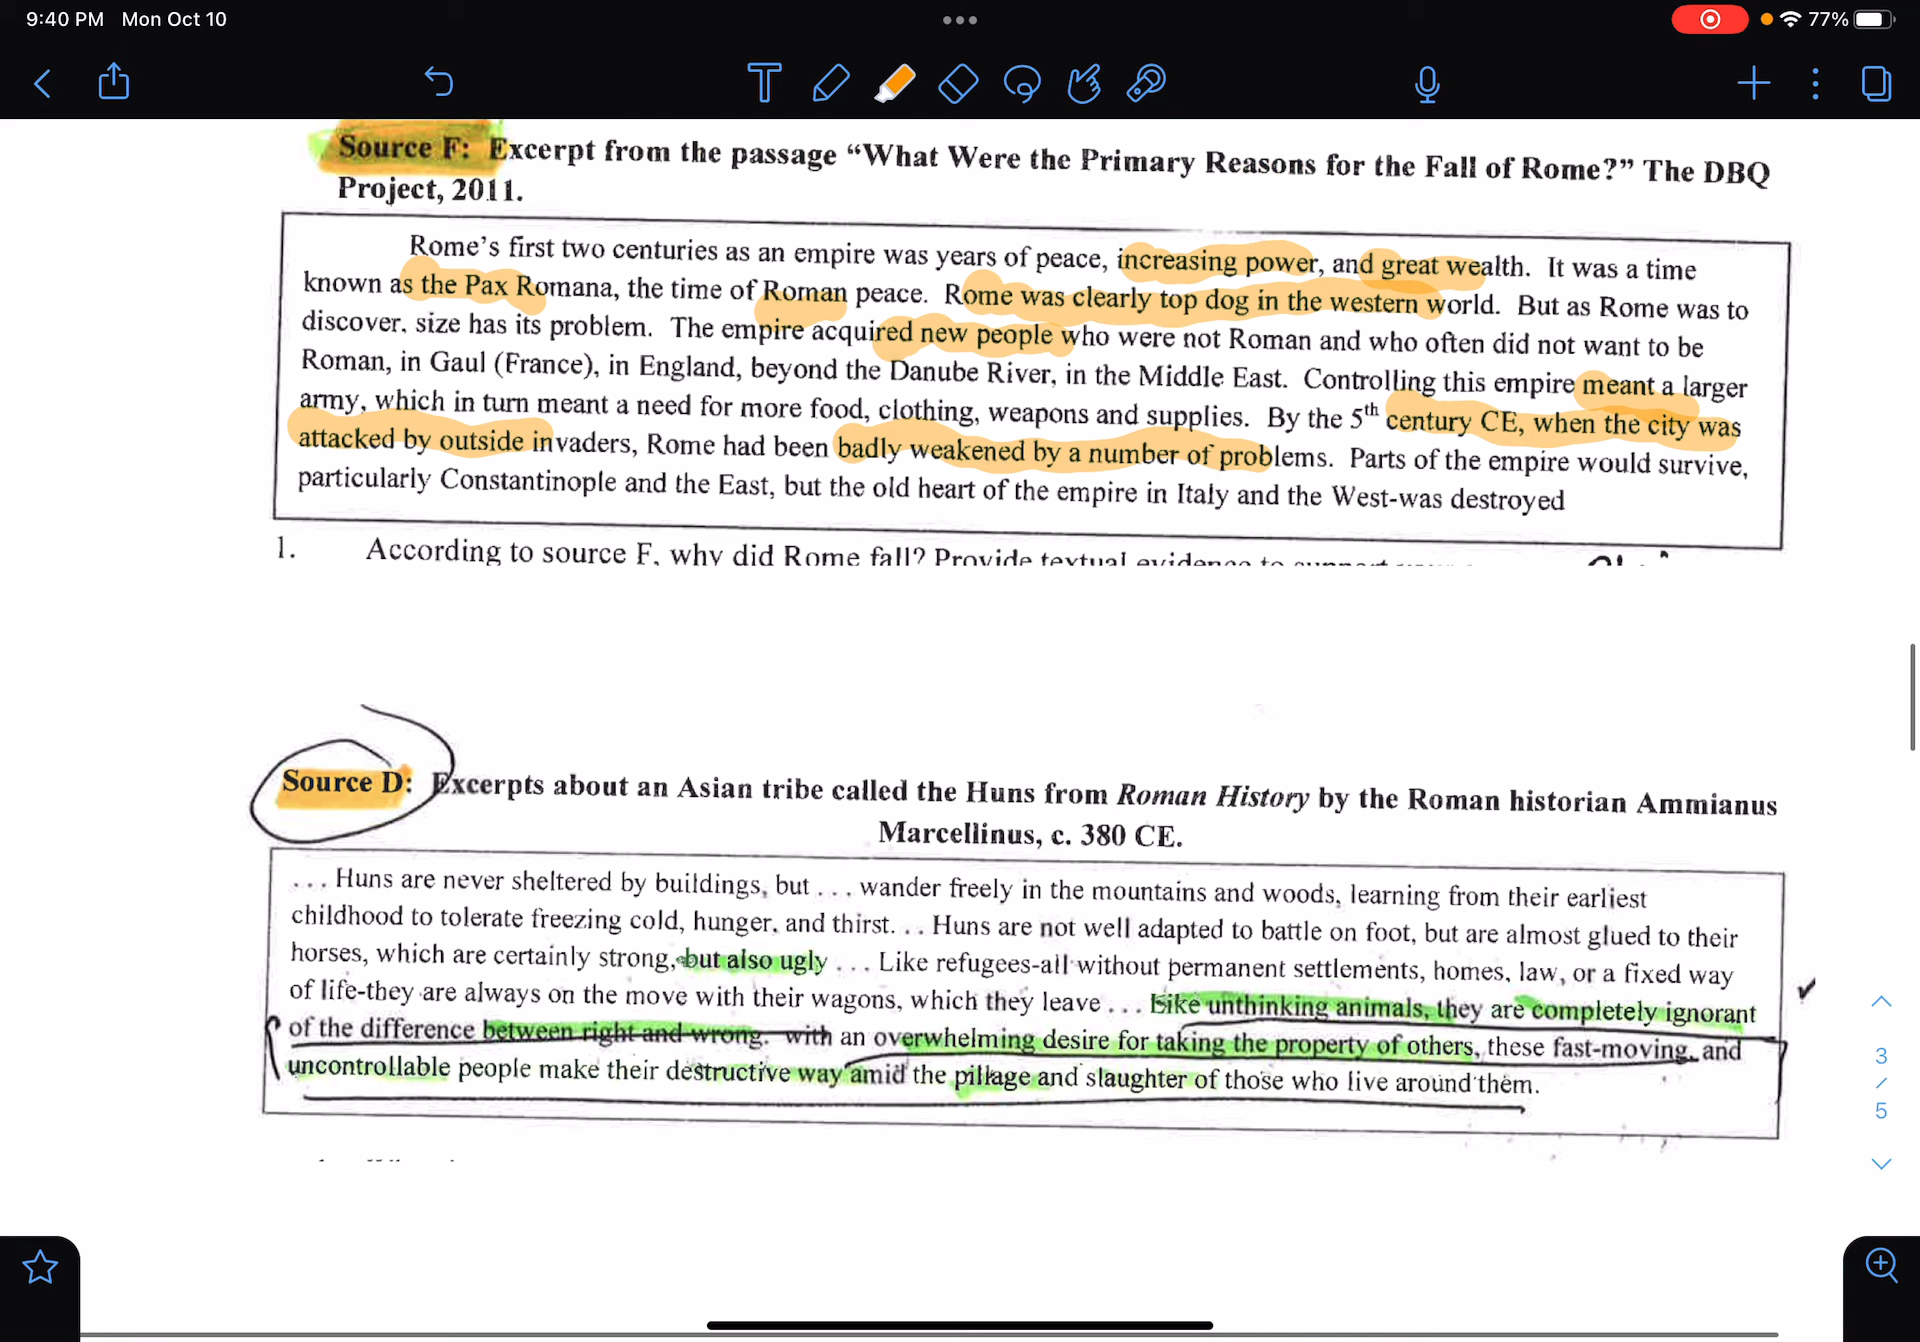 9:40 PM Mon Oct 10
77%
Source F: Excerpt from the passage “What Were the Primary Reasons for the Fall of Rome?” The DBQ
Project, 2011.
Rome’s first two centuries as an empire was years of peace, increasing power, and great wealth. It was a time
known as the Pax Romana, the time of Roman peace. Rome was clearly top dog in the western world. But as Rome was to
discover, size has its problem. The empire acquired new people who were not Roman and who often did not want to be
Roman, in Gaul (France), in England, beyond the Danube River, in the Middle East. Controlling this empire meant a larger
army, which in turn meant a need for more food, clothing, weapons and supplies. By the 5th century CE, when the city was
attacked by outside invaders, Rome had been badly weakened by a number of problems. Parts of the empire would survive,
particularly Constantinople and the East, but the old heart of the empire in Italy and the West-was destroyed
1. According to source F, why did Rome fall? Provide textual evidence to support
Source D: Excerpts about an Asian tribe called the Huns from Roman History by the Roman historian Ammianus
Marcellinus, c. 380 CE.
... Huns are never sheltered by buildings, but ... wander freely in the mountains and woods, learning from their earliest
childhood to tolerate freezing cold, hunger, and thirst. .. Huns are not well adapted to battle on foot, but are almost glued to their
horses, which are certainly strong, but also ugly ... Like refugees-all without permanent settlements, homes, law, or a fixed way
of life-they are always on the move with their wagons, which they leave ... Like unthinking animals, they are completely ignorant
of the difference between right and wrong. with an overwhelming desire for taking the property of others, these fast-moving, and
uncontrollable people make their destructive way amid the pillage and slaughter of those who live around them.
3
/
5